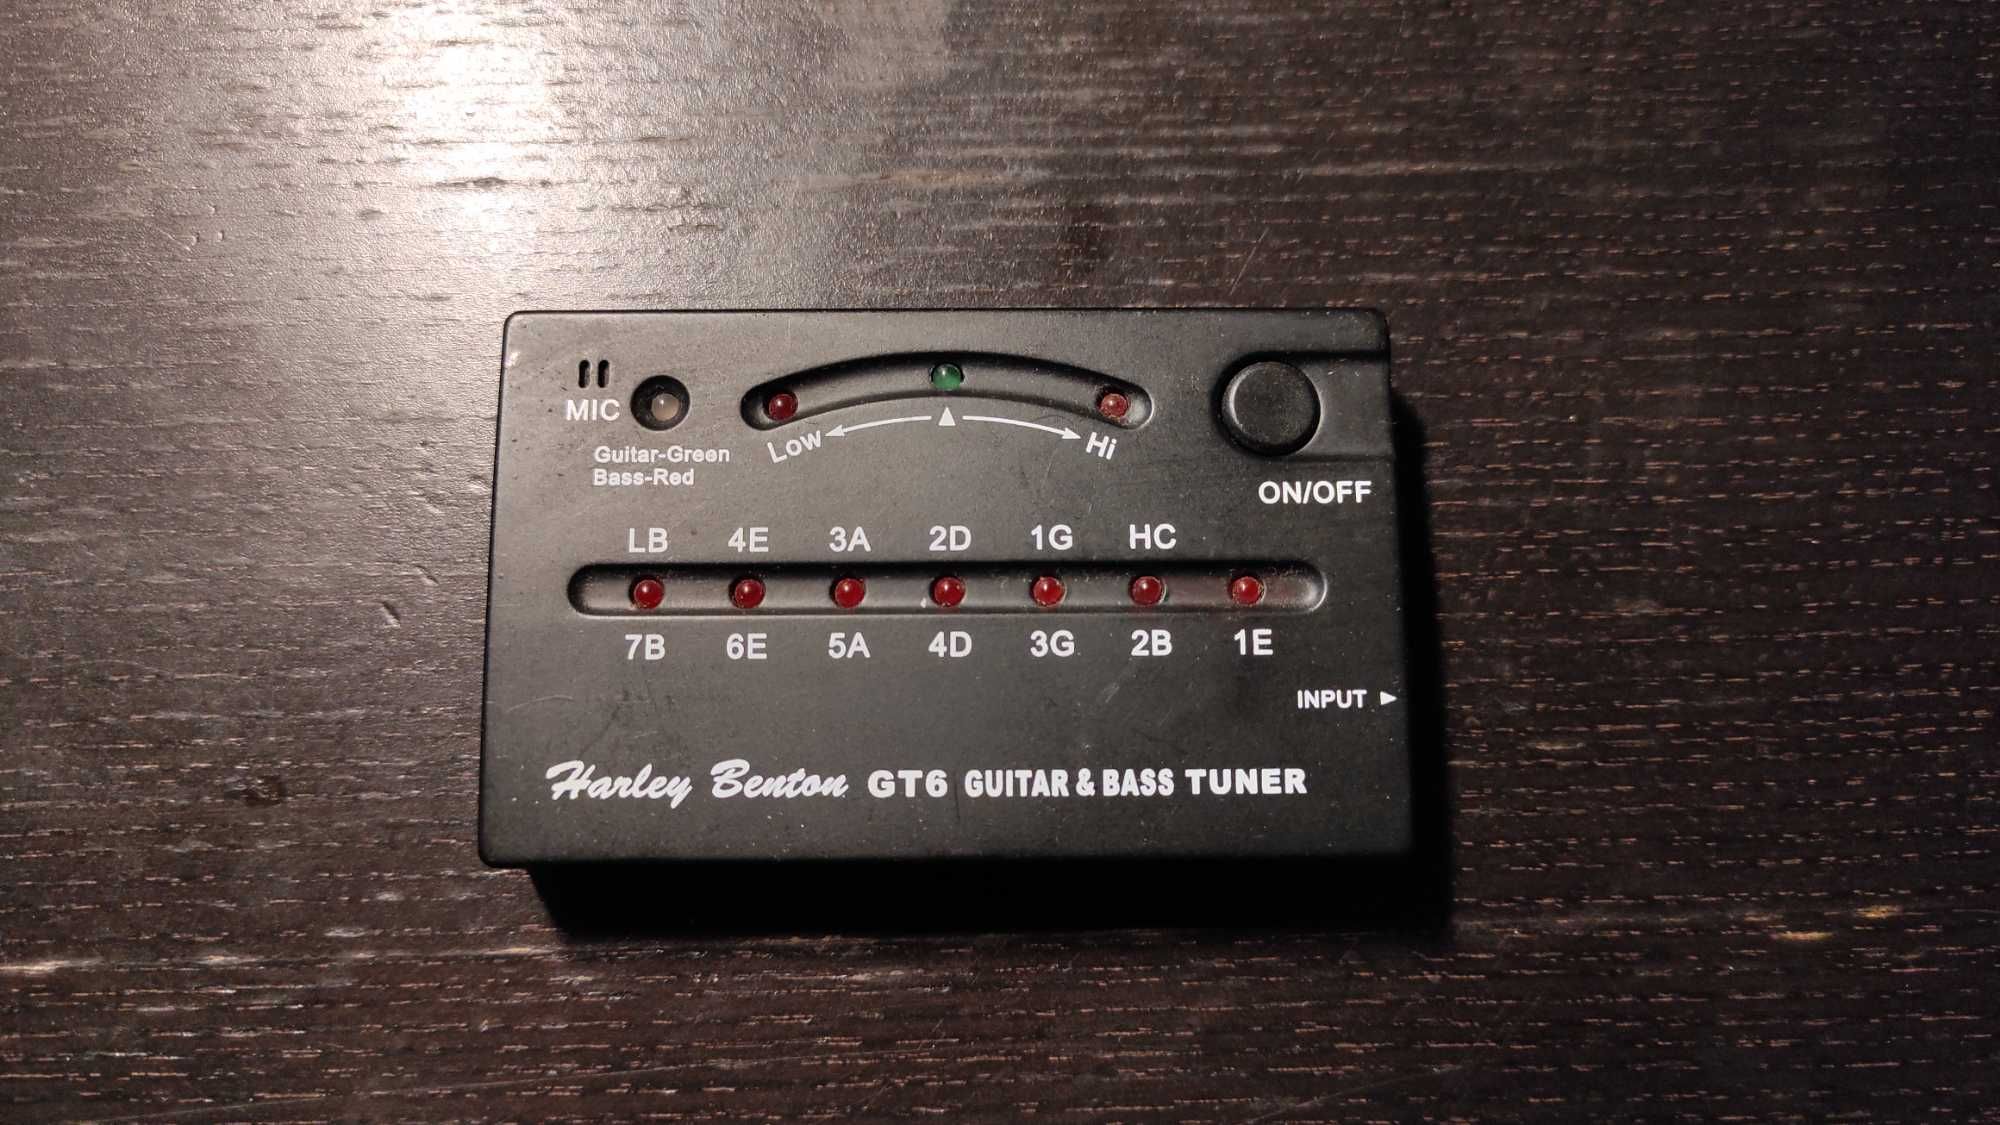 MIC
Guitar-Green
Bass-Red
Low Hi
ON/OFF
LB 4E 3A 2D 1G HC
7B 6E 5A 4D 3G 2B 1E
INPUT
Harley Benton GT6 GUITAR & BASS TUNER